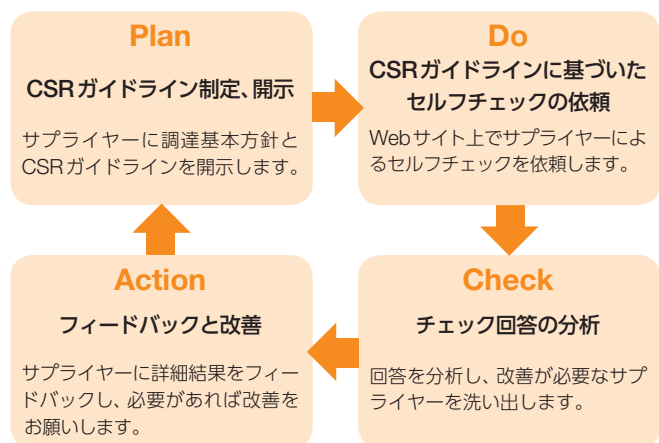 Plan
CSRガイドライン制定、開示
サプライヤーに調達基本方針と
CSRガイドラインを開示します。
Do
CSRガイドラインに基づいた
セルフチェックの依頼
Webサイト上でサプライヤーによ
るセルフチェックを依頼します。
Action
フィードバックと改善
サプライヤーに詳細結果をフィー
ドバックし、必要があれば改善を
お願いします。
Check
チェック回答の分析
回答を分析し、改善が必要なサプ
ライヤーを洗い出します。